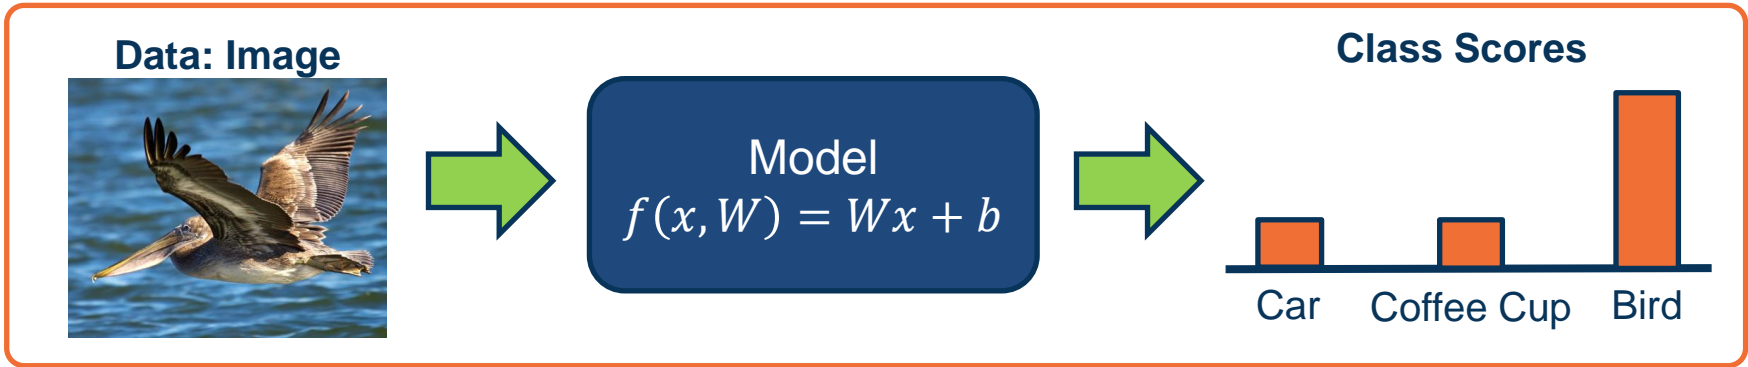 Data: Image
Model
f(x, W) = Wx + b
Class Scores
Car
Coffee Cup
Bird